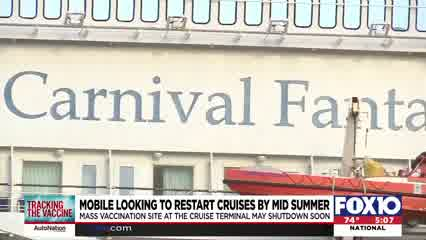 Carnival Fanta
TRACKING
THE VACCINE
AutoNation
MOBILE LOOKING TO RESTART CRUISES BY MID SUMMER
MASS VACCINATION SITE AT THE CRUISE TERMINAL MAY SHUTDOWN SOON
.com
FOX10
74° 5:07
NATIONAL